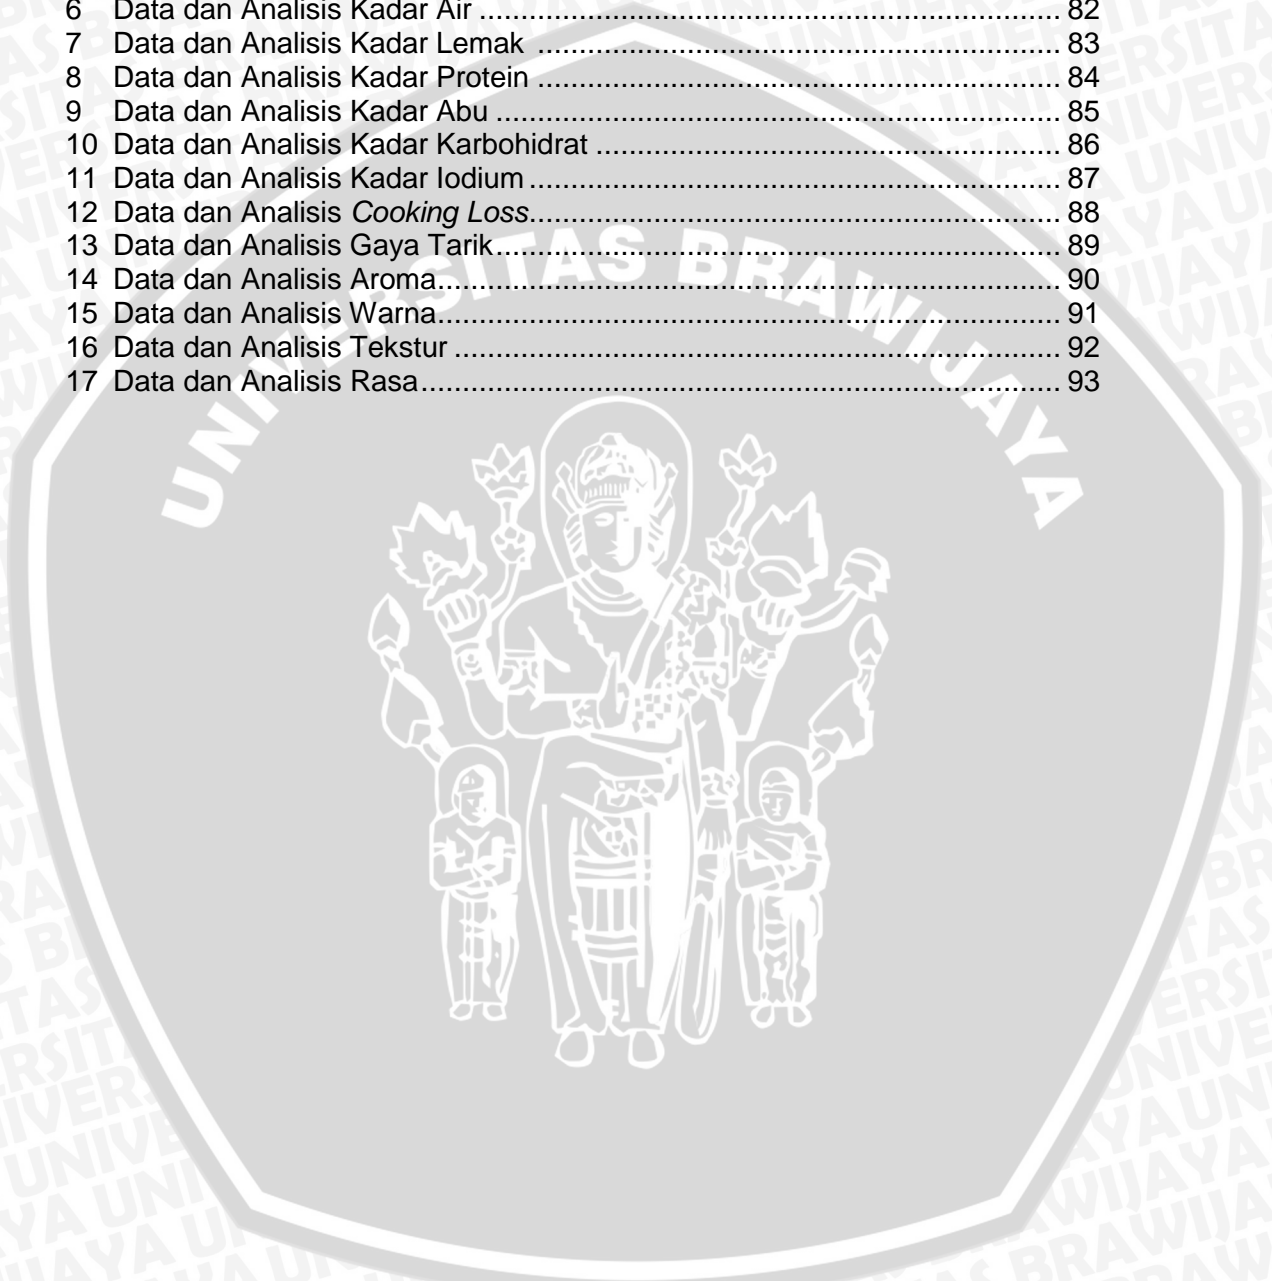 6 Data dan Analisis Kadar Air ........................................................................ 82
7 Data dan Analisis Kadar Lemak ................................................................ 83
8 Data dan Analisis Kadar Protein ................................................................ 84
9 Data dan Analisis Kadar Abu ..................................................................... 85
10 Data dan Analisis Kadar Karbohidrat ......................................................... 86
11 Data dan Analisis Kadar Iodium ................................................................. 87
12 Data dan Analisis Cooking Loss................................................................. 88
13 Data dan Analisis Gaya Tarik..................................................................... 89
14 Data dan Analisis Aroma............................................................................ 90
15 Data dan Analisis Warna............................................................................ 91
16 Data dan Analisis Tekstur .......................................................................... 92
17 Data dan Analisis Rasa.............................................................................. 93
UNIVERSITAS BRAWIJAYA